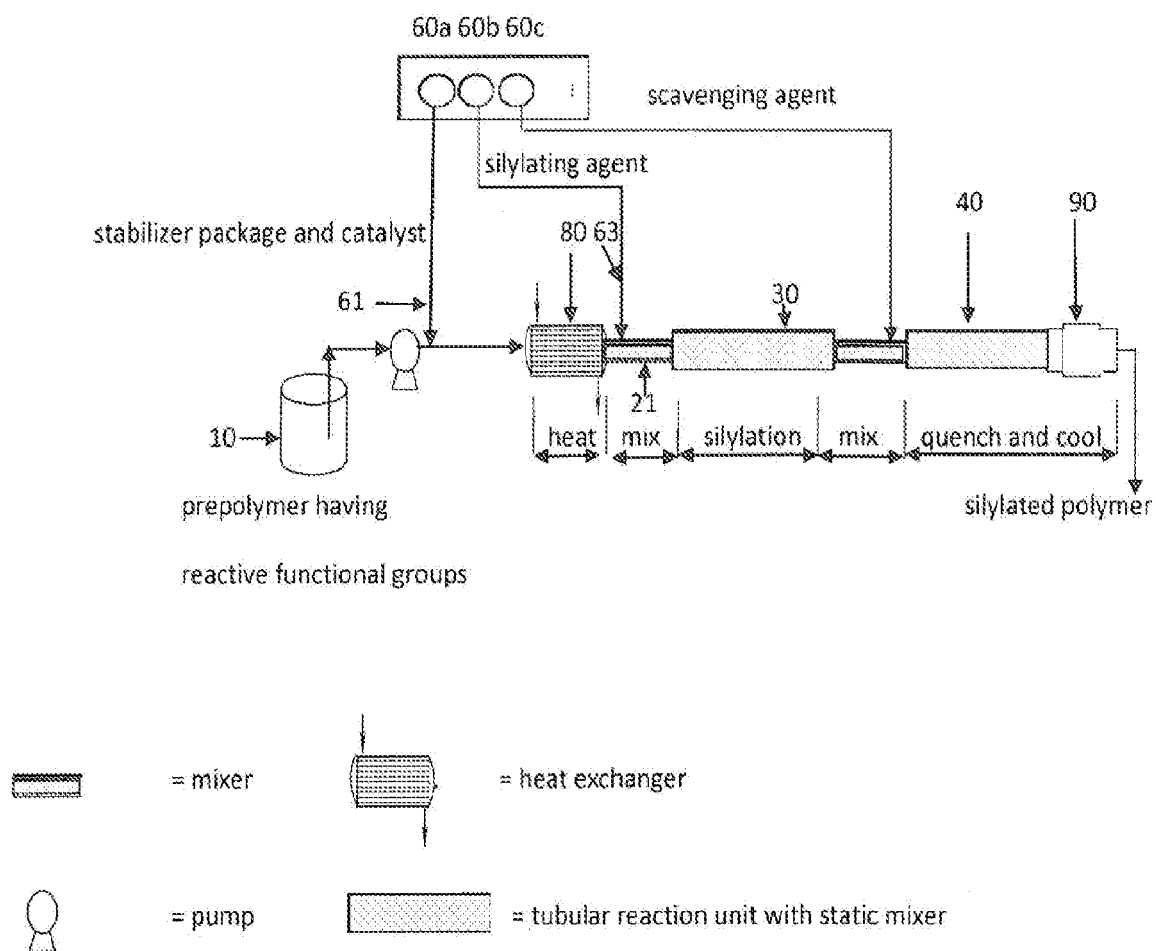 60a 60b 60c
scavenging agent
silylating agent
stabilizer package and catalyst
80 63
40
90
61
30
10
21
heat mix silylation mix quench and cool
prepolymer having
silylated polymer
reactive functional groups
= mixer
= heat exchanger
= pump
= tubular reaction unit with static mixer